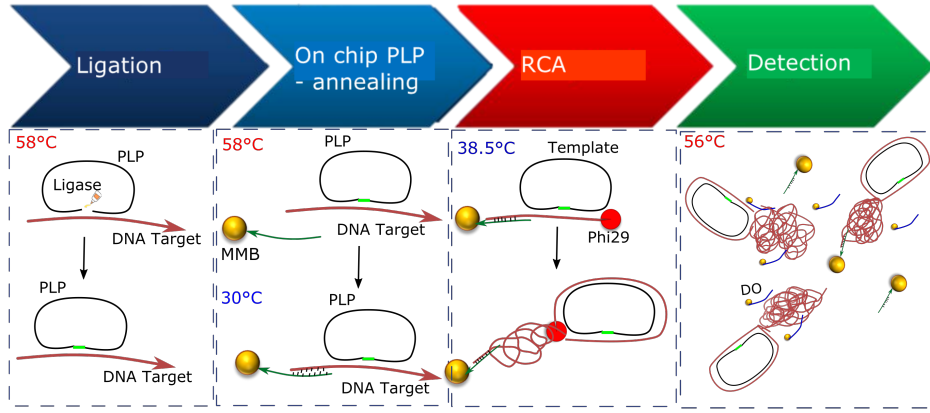 Ligation
On chip PLP
- annealing
RCA
Detection
58°C
PLP
Ligase
DNA Target
PLP
DNA Target
58°C
PLP
DNA Target
MMB
30°C
PLP
DNA Target
38.5°C
Template
Phi29
56°C
DO